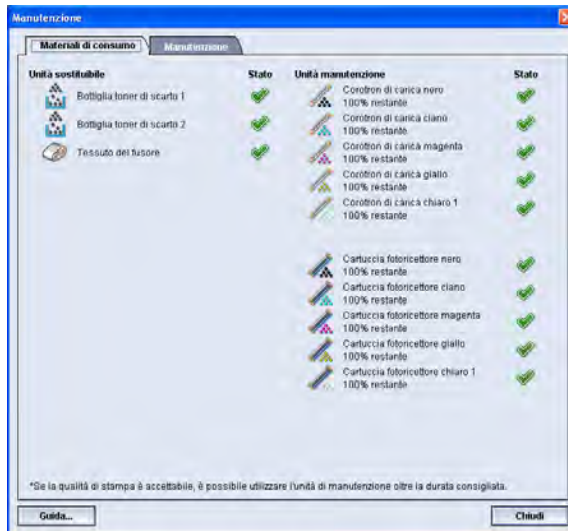 Manutenzione
Materiali di consumo
Manutenzione
Unità sostituibile
Stato
Bottiglia toner di scarto 1
Bottiglia toner di scarto 2
Tessuto del fusore
Unità manutenzione
Stato
Corotron di carica nero
100% restante
Corotron di carica ciano
100% restante
Corotron di carica magenta
100% restante
Corotron di carica giallo
100% restante
Corotron di carica chiaro 1
100% restante
Cartuccia fotoricettore nero
100% restante
Cartuccia fotoricettore ciano
100% restante
Cartuccia fotoricettore magenta
100% restante
Cartuccia fotoricettore giallo
100% restante
Cartuccia fotoricettore chiaro 1
100% restante
*Se la qualità di stampa è accettabile, è possibile utilizzare l'unità di manutenzione oltre la durata consigliata.
Guida...
Chiudi